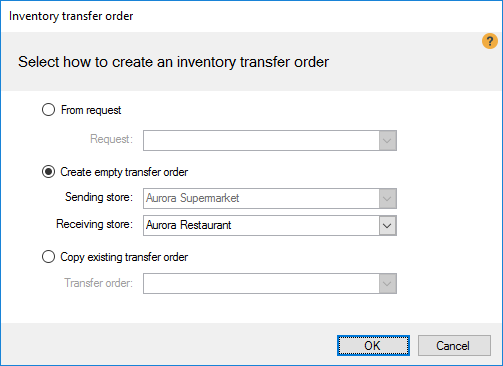 Inventory transfer order
?
Select how to create an inventory transfer order
From request
Request:
Create empty transfer order
Sending store: Aurora Supermarket
Receiving store: Aurora Restaurant
Copy existing transfer order
Transfer order:
OK Cancel